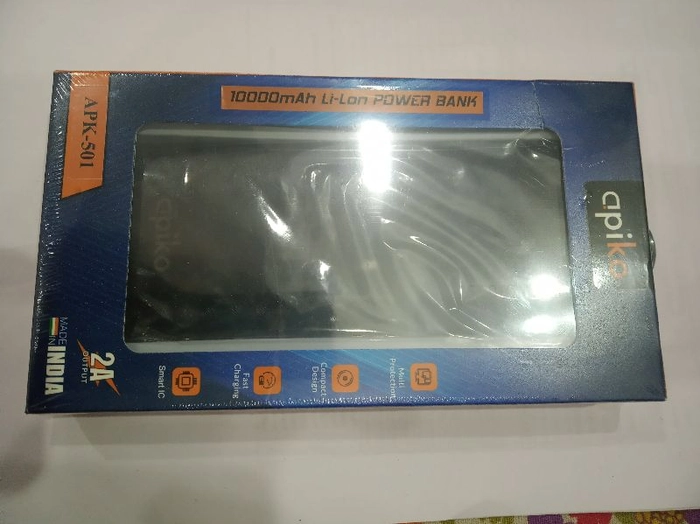 10000mAh Li-Lon POWER BANK
APK-501
apiko
apiko
Multi
Protection
Compact
Design
Fast
Charging
Smart IC
2A
OUTPUT
MADE
IN
INDIA